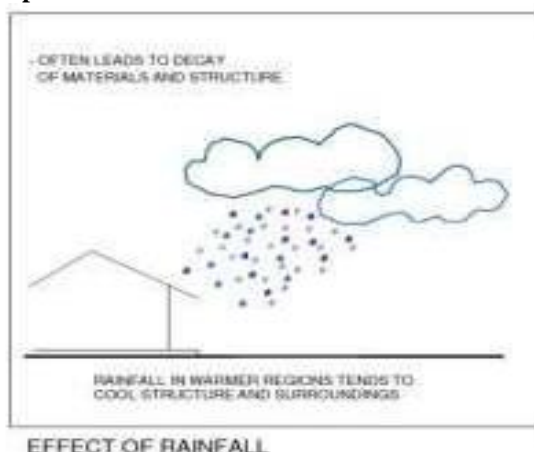 - OFTEN LEADS TO DECAY
OF MATERIALS AND STRUCTURE
RAINFALL IN WARMER REGIONS TENDS TO
COOL STRUCTURE AND SURROUNDINGS
EFFECT OF RAINFALL